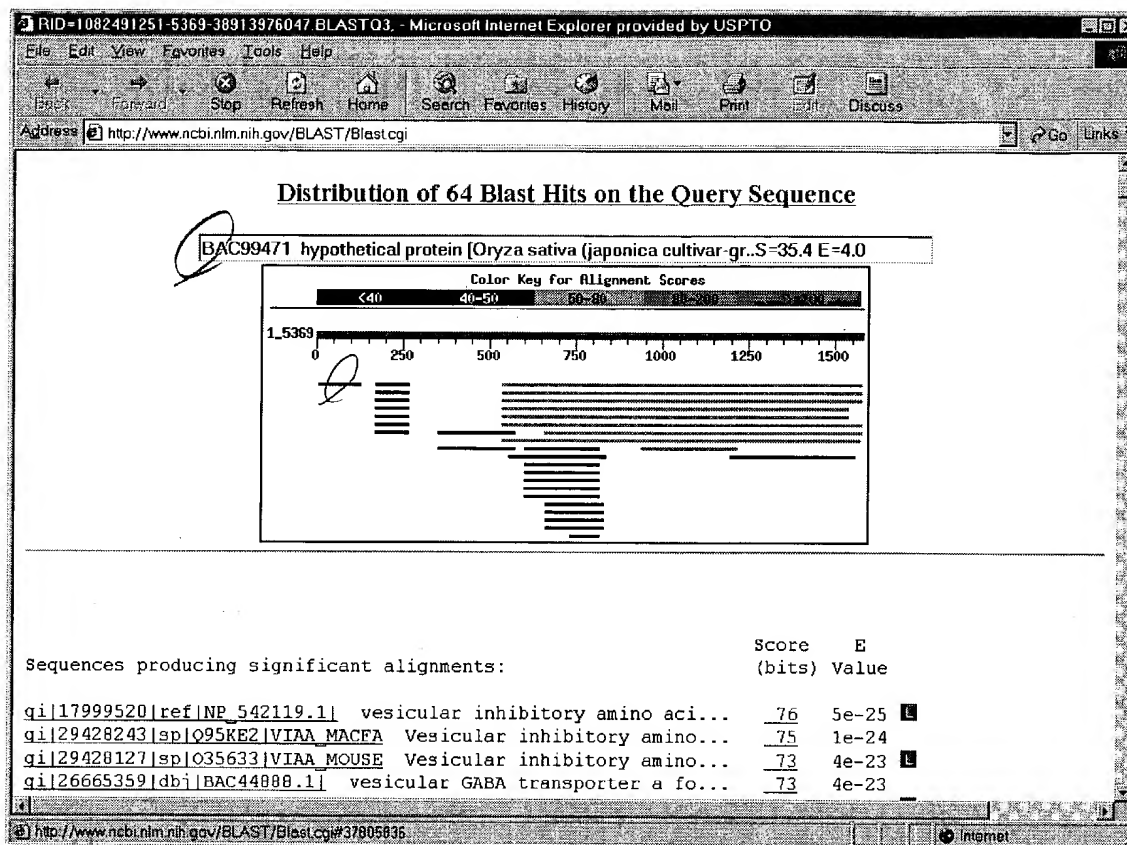 RID=1082491251-5369-38913976047.BLASTQ3, - Microsoft Internet Explorer provided by USPTO
File Edit View Favorites Tools Help
Back Forward Stop Refresh Home Search Favorites History Mail Print Edit Discuss
Address http://www.ncbi.nlm.nih.gov/BLAST/Blast.cgi Go Links
Distribution of 64 Blast Hits on the Query Sequence
BAC99471 hypothetical protein [Oryza sativa (japonica cultivar-gr..S=35.4 E=4.0
Color Key for Alignment Scores
<40 40-50 50-80 80-200
1_5369
0 250 500 750 1000 1250 1500
Score E
Sequences producing significant alignments: (bits) Value
gi|17999520|ref|NP_542119.1| vesicular inhibitory amino aci... 76 5e-25 L
gi|29428243|sp|Q95KE2|VIAA_MACFA Vesicular inhibitory amino... 75 1e-24
gi|29428127|sp|O35633|VIAA_MOUSE Vesicular inhibitory amino... 73 4e-23 L
gi|26665359|dbj|BAC44888.1| vesicular GABA transporter a fo... 73 4e-23
http://www.ncbi.nlm.nih.gov/BLAST/Blast.cgi#37805836 Internet